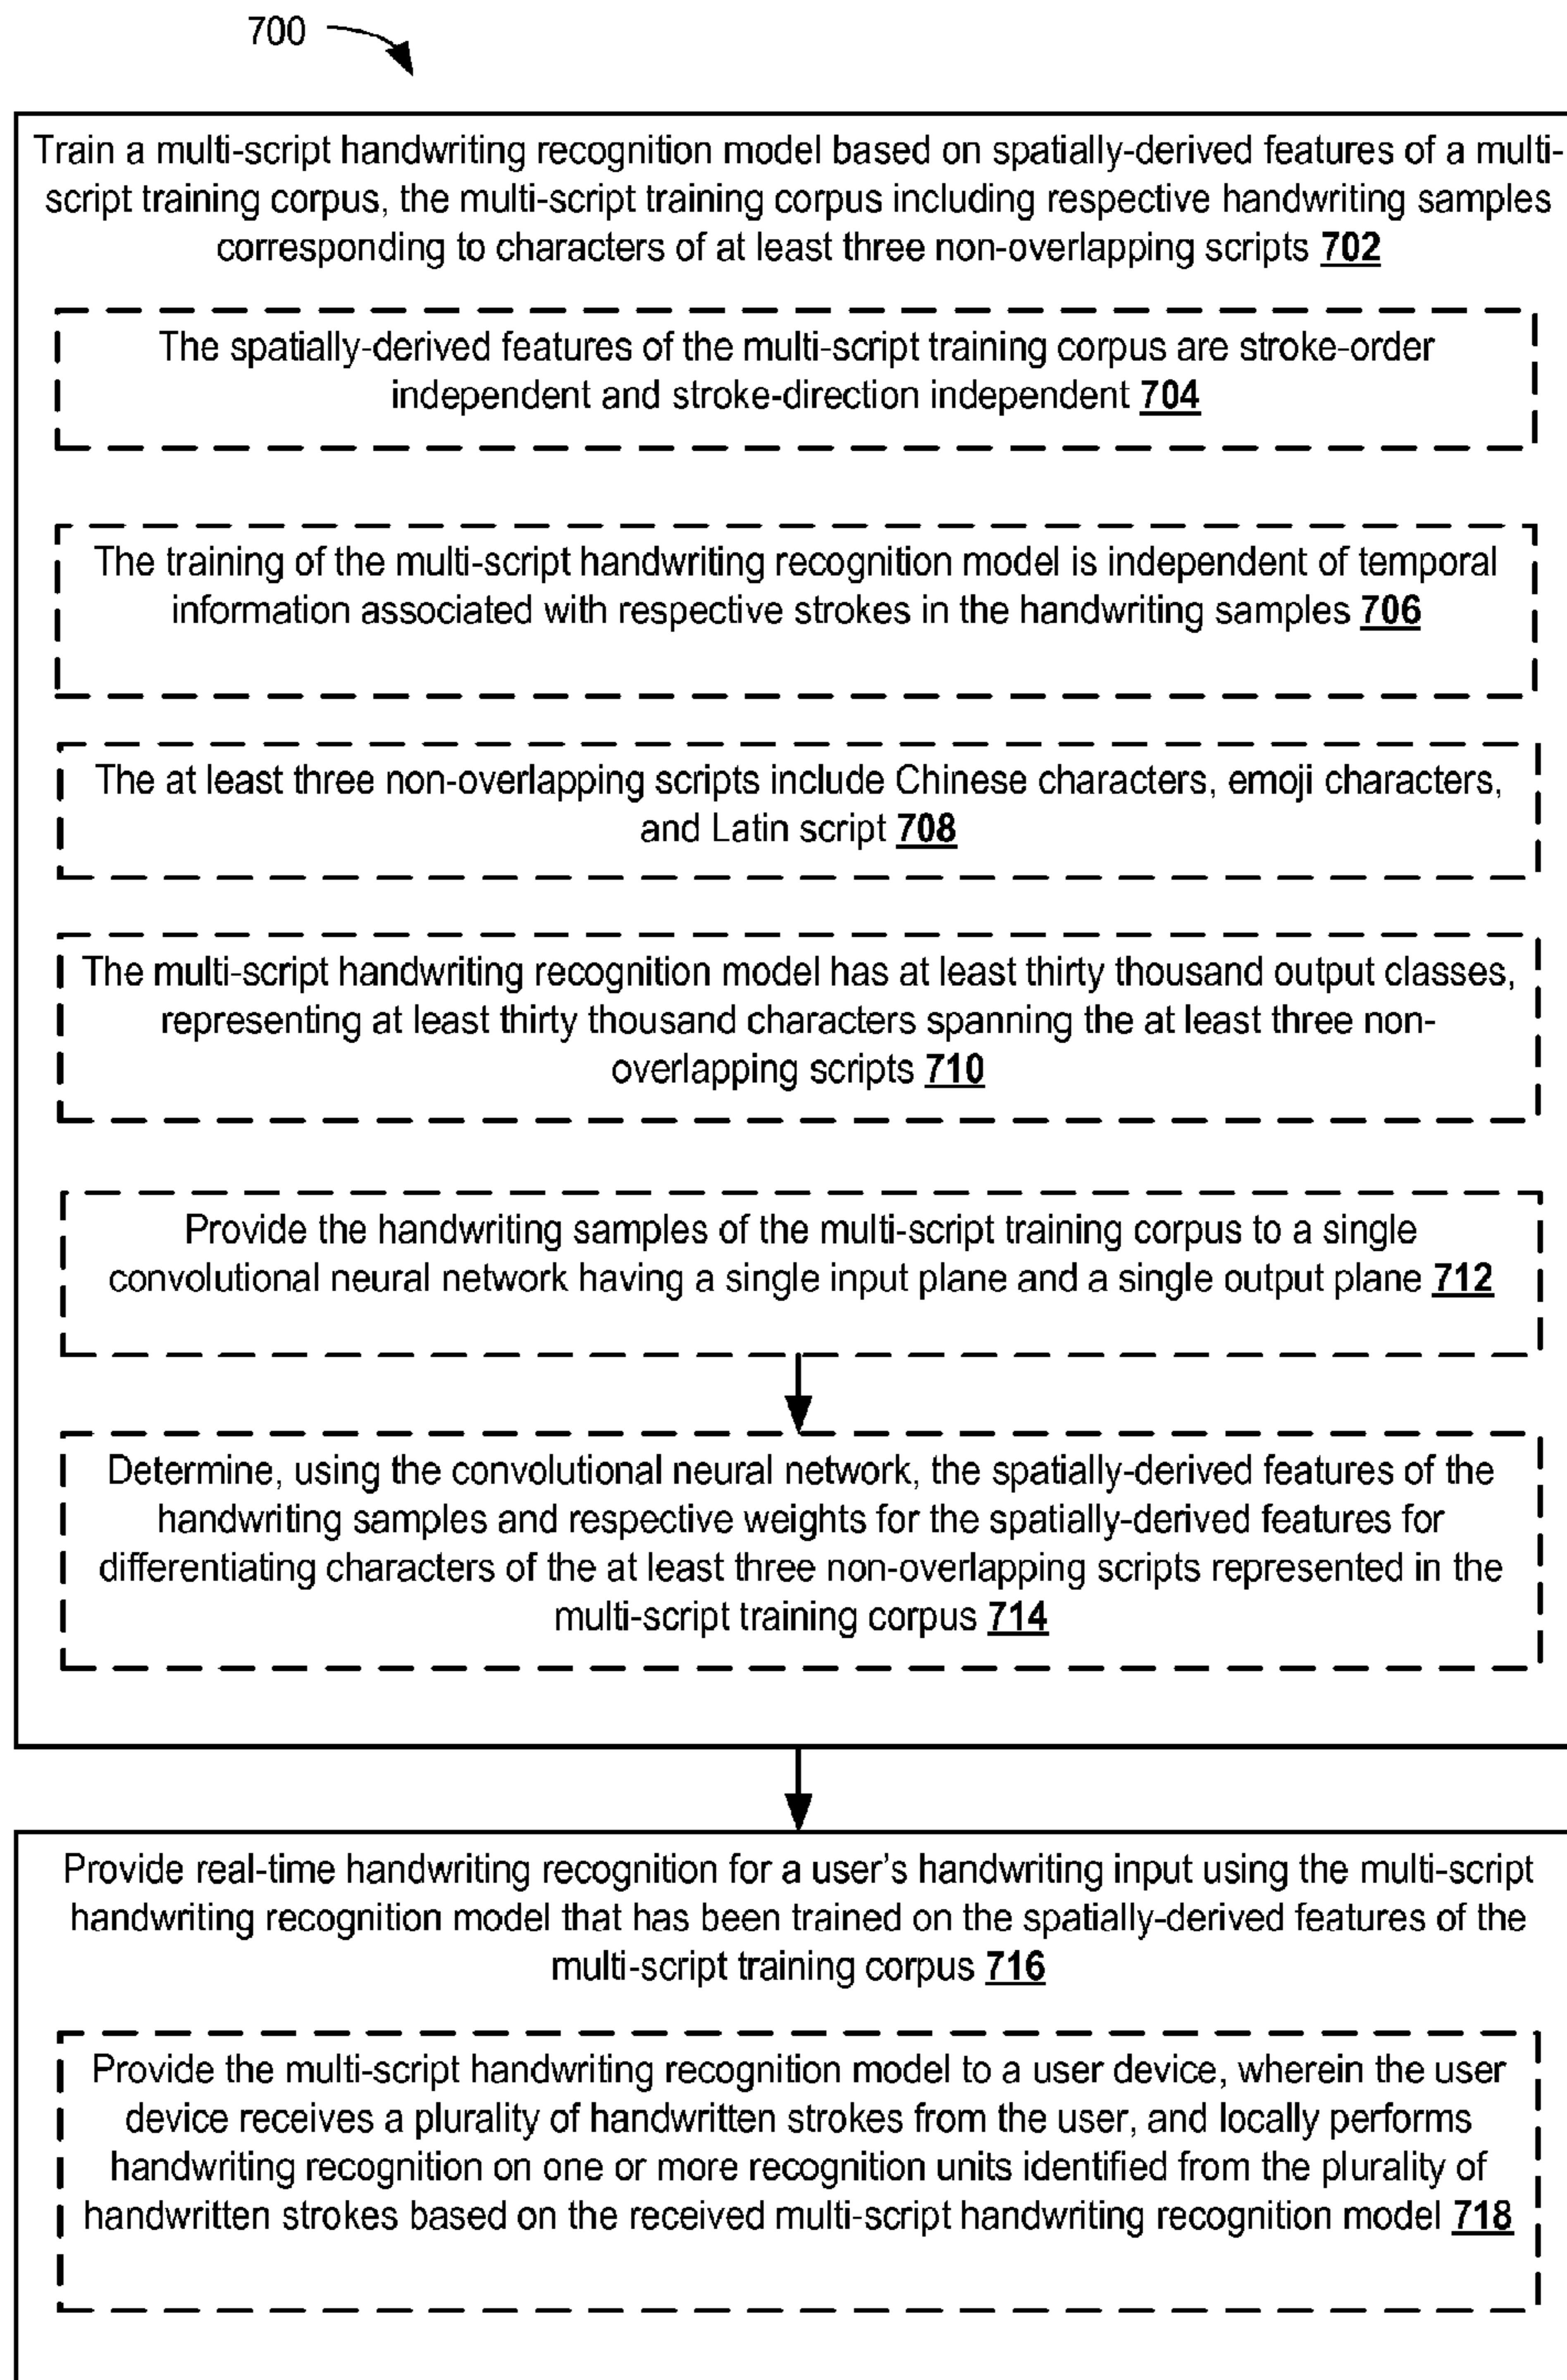 700
Train a multi-script handwriting recognition model based on spatially-derived features of a multi-
script training corpus, the multi-script training corpus including respective handwriting samples
corresponding to characters of at least three non-overlapping scripts 702
The spatially-derived features of the multi-script training corpus are stroke-order
independent and stroke-direction independent 704
The training of the multi-script handwriting recognition model is independent of temporal
information associated with respective strokes in the handwriting samples 706
The at least three non-overlapping scripts include Chinese characters, emoji characters,
and Latin script 708
The multi-script handwriting recognition model has at least thirty thousand output classes,
representing at least thirty thousand characters spanning the at least three non-
overlapping scripts 710
Provide the handwriting samples of the multi-script training corpus to a single
convolutional neural network having a single input plane and a single output plane 712
Determine, using the convolutional neural network, the spatially-derived features of the
handwriting samples and respective weights for the spatially-derived features for
differentiating characters of the at least three non-overlapping scripts represented in the
multi-script training corpus 714
Provide real-time handwriting recognition for a user’s handwriting input using the multi-script
handwriting recognition model that has been trained on the spatially-derived features of the
multi-script training corpus 716
Provide the multi-script handwriting recognition model to a user device, wherein the user
device receives a plurality of handwritten strokes from the user, and locally performs
handwriting recognition on one or more recognition units identified from the plurality of
handwritten strokes based on the received multi-script handwriting recognition model 718